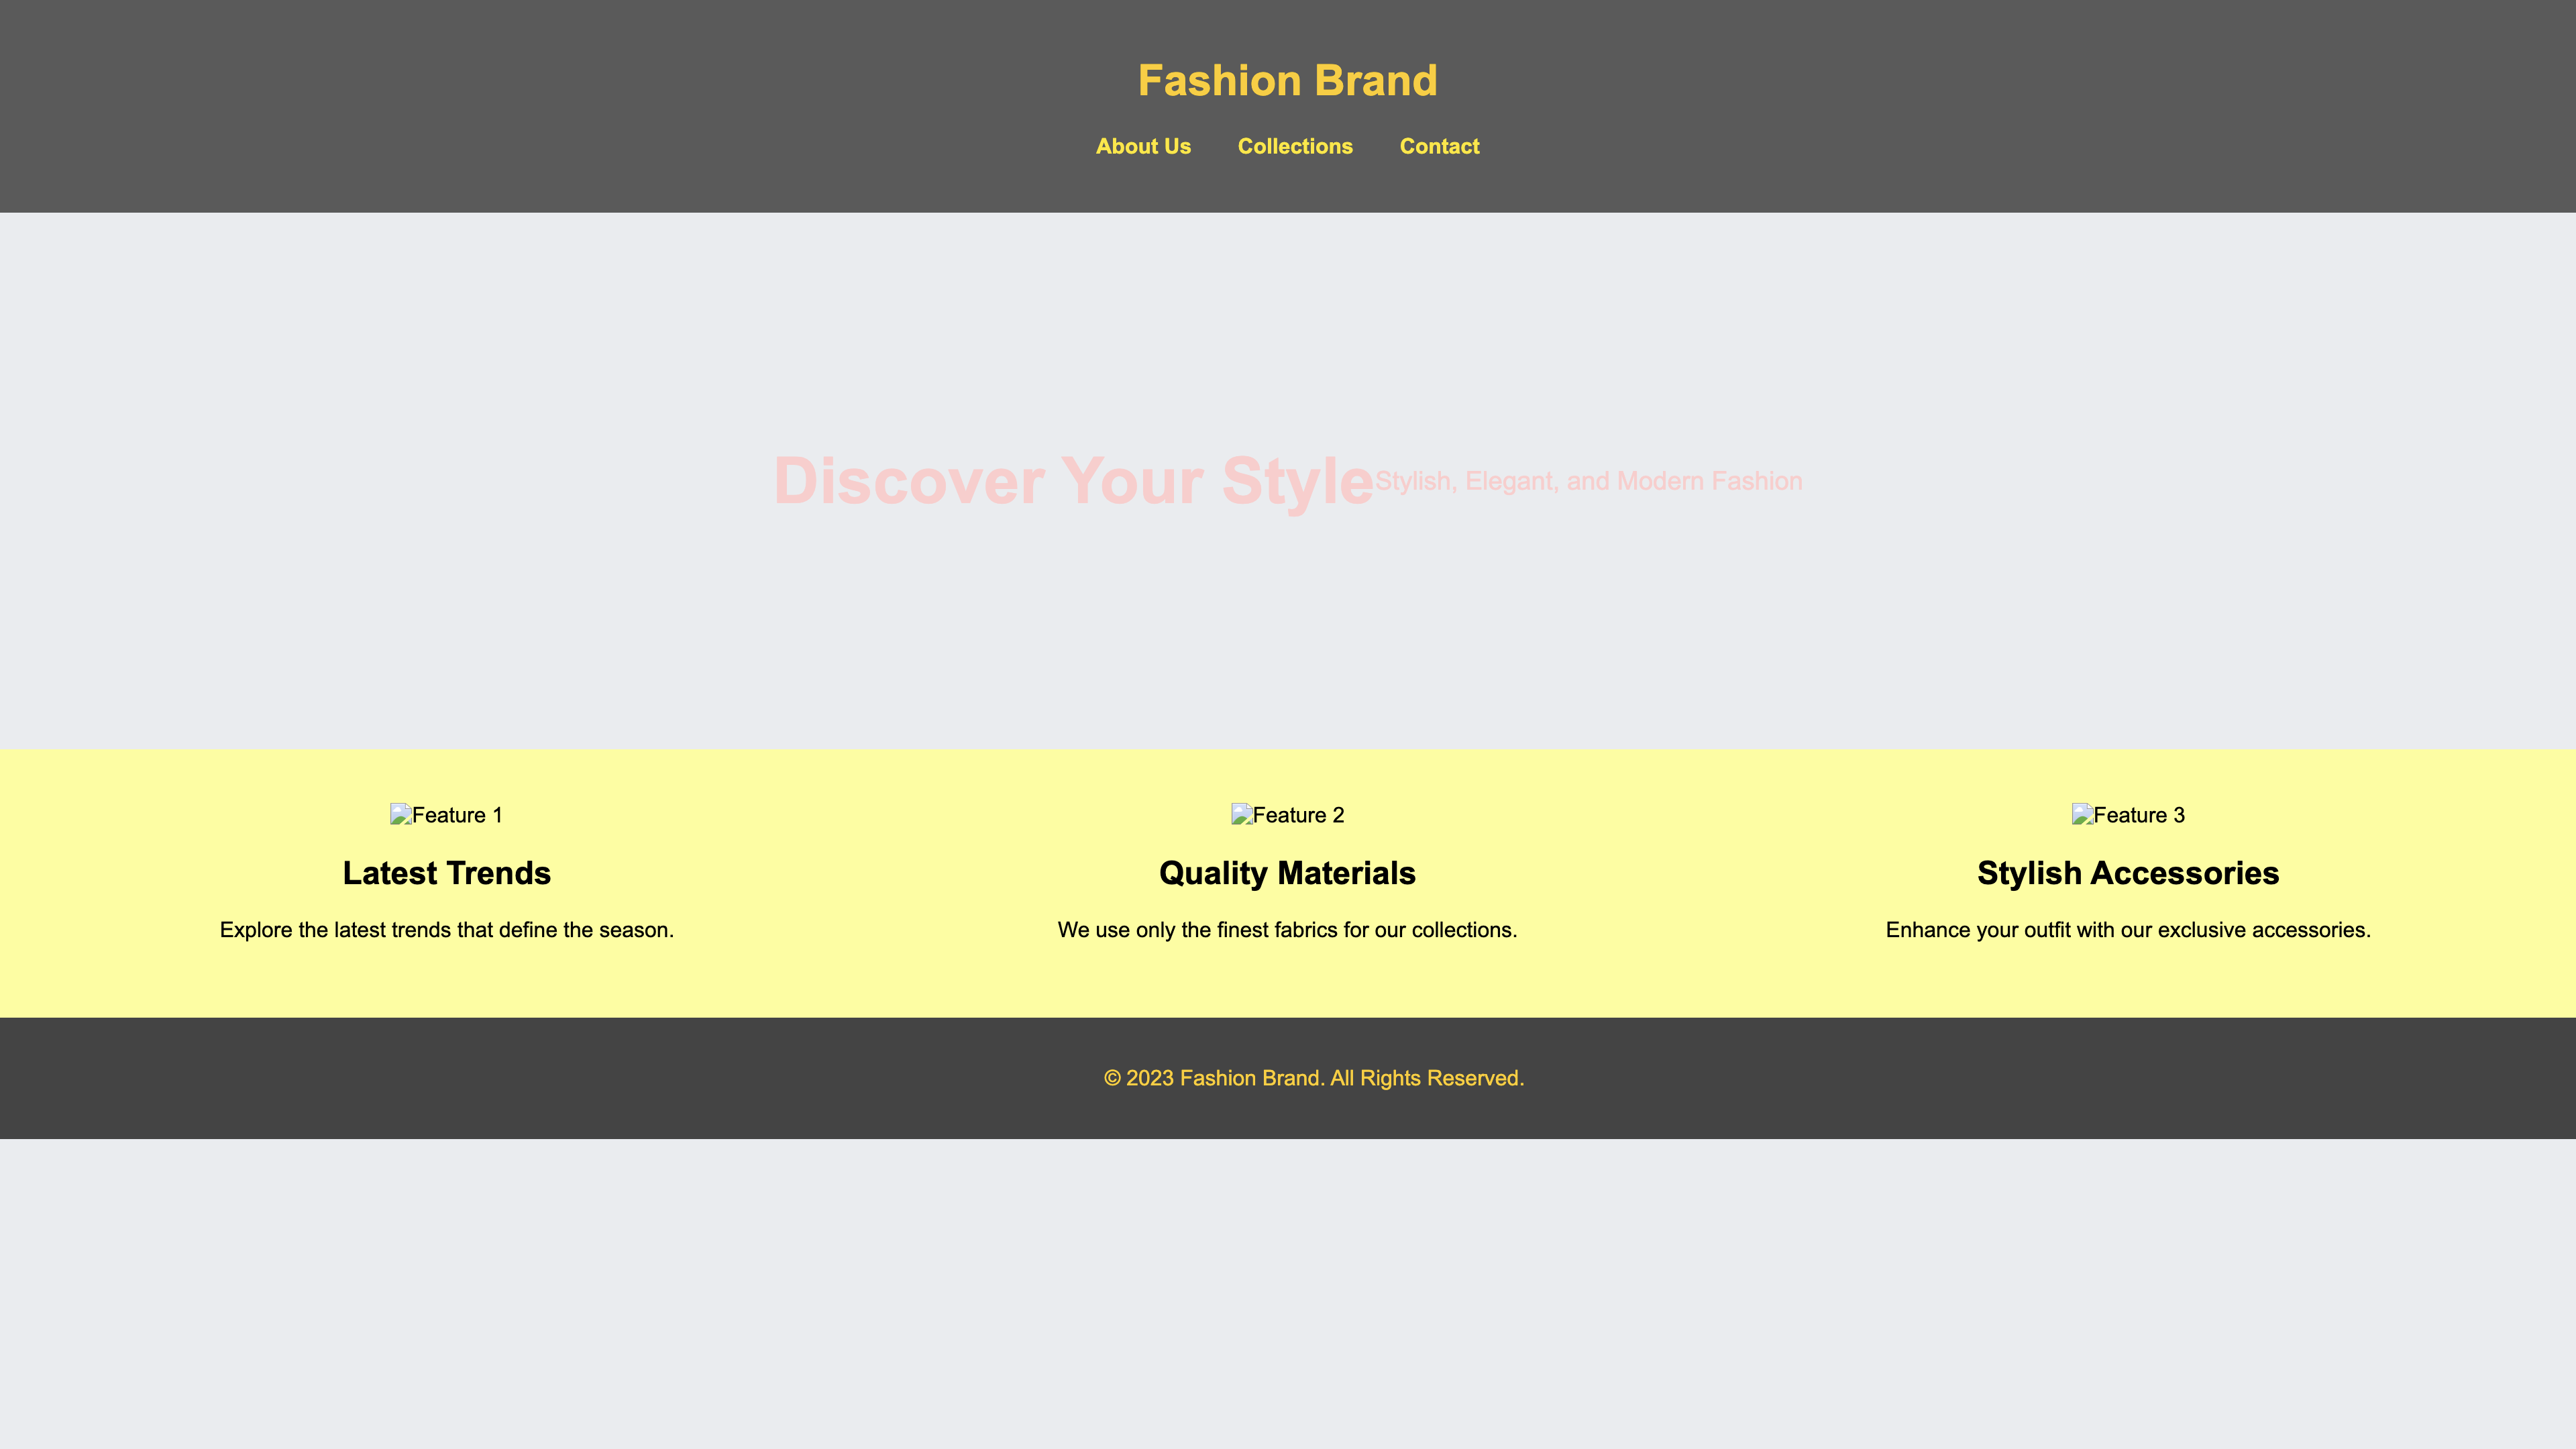 Fashion Brand
About Us Collections Contact
Discover Your Style Stylish, Elegant, and Modern Fashion
Feature 1 Feature 2 Feature 3
Latest Trends Quality Materials Stylish Accessories
Explore the latest trends that define the season. We use only the finest fabrics for our collections. Enhance your outfit with our exclusive accessories.
© 2023 Fashion Brand. All Rights Reserved.